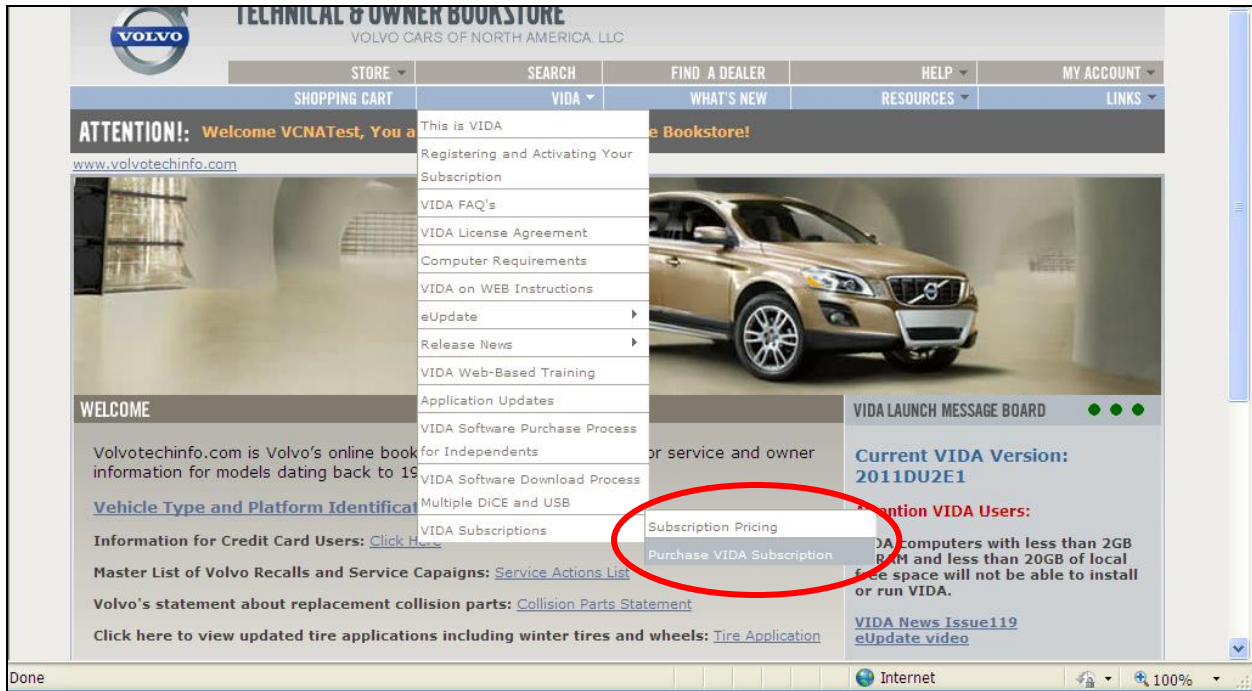 TECHNICAL & OWNER BOOKSTORE
VOLVO
VOLVO CARS OF NORTH AMERICA, LLC
STORE SEARCH FIND A DEALER HELP MY ACCOUNT
SHOPPING CART VIDA WHAT'S NEW RESOURCES LINKS
ATTENTION!: Welcome VCNATest, You a e Bookstore!
www.volvotechinfo.com
This is VIDA
Registering and Activating Your
Subscription
VIDA FAQ's
VIDA License Agreement
Computer Requirements
VIDA on WEB Instructions
eUpdate
Release News
VIDA Web-Based Training
Application Updates
VIDA Software Purchase Process
for Independents
VIDA Software Download Process
Multiple DiCE and USB
VIDA Subscriptions
Subscription Pricing
Purchase VIDA Subscription
WELCOME
Volvotechinfo.com is Volvo's online book or service and owner
information for models dating back to 19
Vehicle Type and Platform Identificat
Information for Credit Card Users: Click Here
Master List of Volvo Recalls and Service Capaigns: Service Actions List
Volvo's statement about replacement collision parts: Collision Parts Statement
Click here to view updated tire applications including winter tires and wheels: Tire Application
VIDA LAUNCH MESSAGE BOARD
Current VIDA Version:
2011DU2E1
Attention VIDA Users:
VIDA computers with less than 2GB
of RAM and less than 20GB of local
free space will not be able to install
or run VIDA.
VIDA News Issue119
eUpdate video
Done Internet 100%